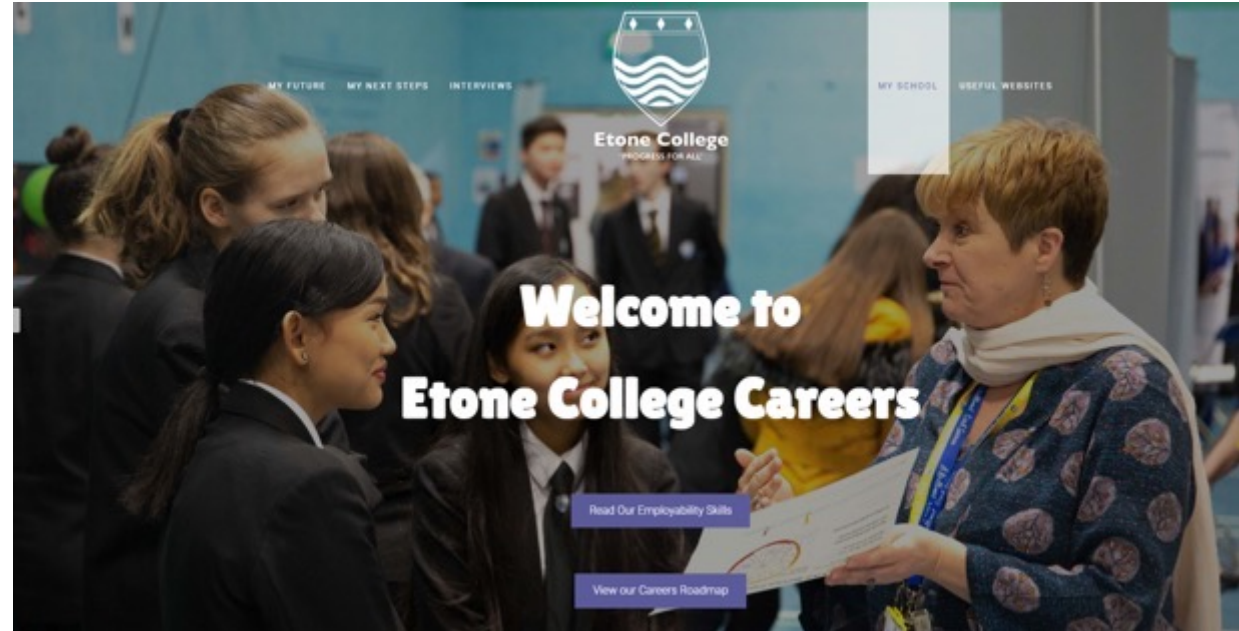 MY FUTURE
MY NEXT STEPS
INTERVIEWS
Etone College
'PROGRESS FOR ALL'
MY SCHOOL
USEFUL WEBSITES
Welcome to
Etone College Careers
Read Our Employability Skills
View our Careers Roadmap